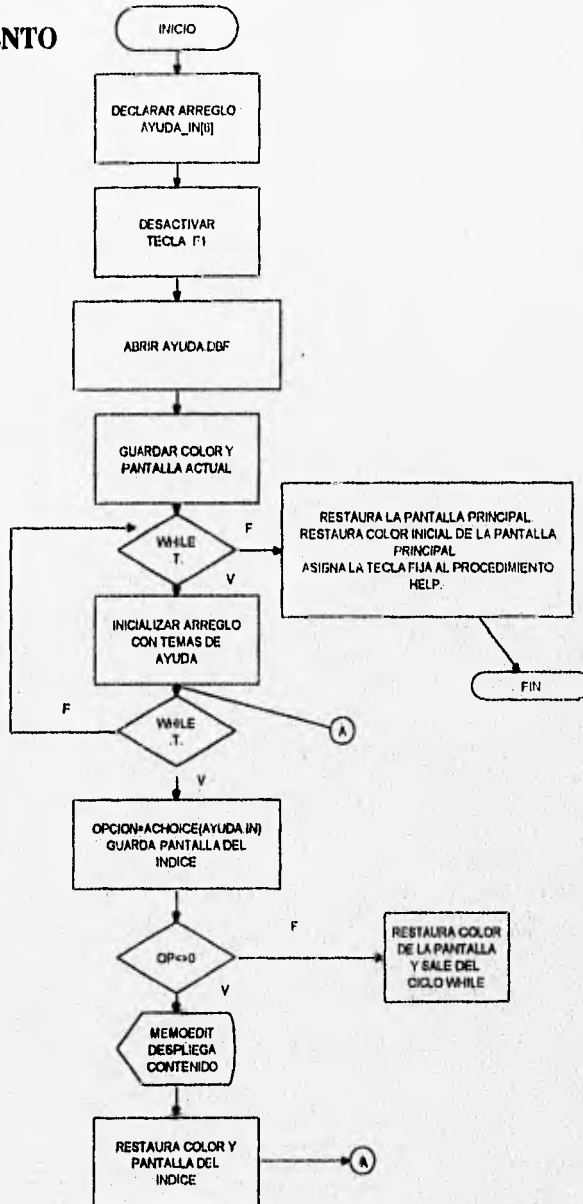 NTO
INICIO
DECLARAR ARREGLO
AYUDA_IN[6]
DESACTIVAR
TECLA F1
ABRIR AYUDA.DBF
GUARDAR COLOR Y
PANTALLA ACTUAL
WHILE
T.
F
V
RESTAURA LA PANTALLA PRINCIPAL.
RESTAURA COLOR INICIAL DE LA PANTALLA
PRINCIPAL
ASIGNA LA TECLA FIJA AL PROCEDIMIENTO
HELP.
FIN
INICIALIZAR ARREGLO
CON TEMAS DE
AYUDA
F
WHILE
.T.
A
V
OPCION=ACHOICE(AYUDA.IN)
GUARDA PANTALLA DEL
INDICE
OP<>0
F
V
RESTAURA COLOR
DE LA PANTALLA
Y SALE DEL
CICLO WHILE
MEMOEDIT
DESPLIEGA
CONTENIDO
RESTAURA COLOR Y
PANTALLA DEL
INDICE
A